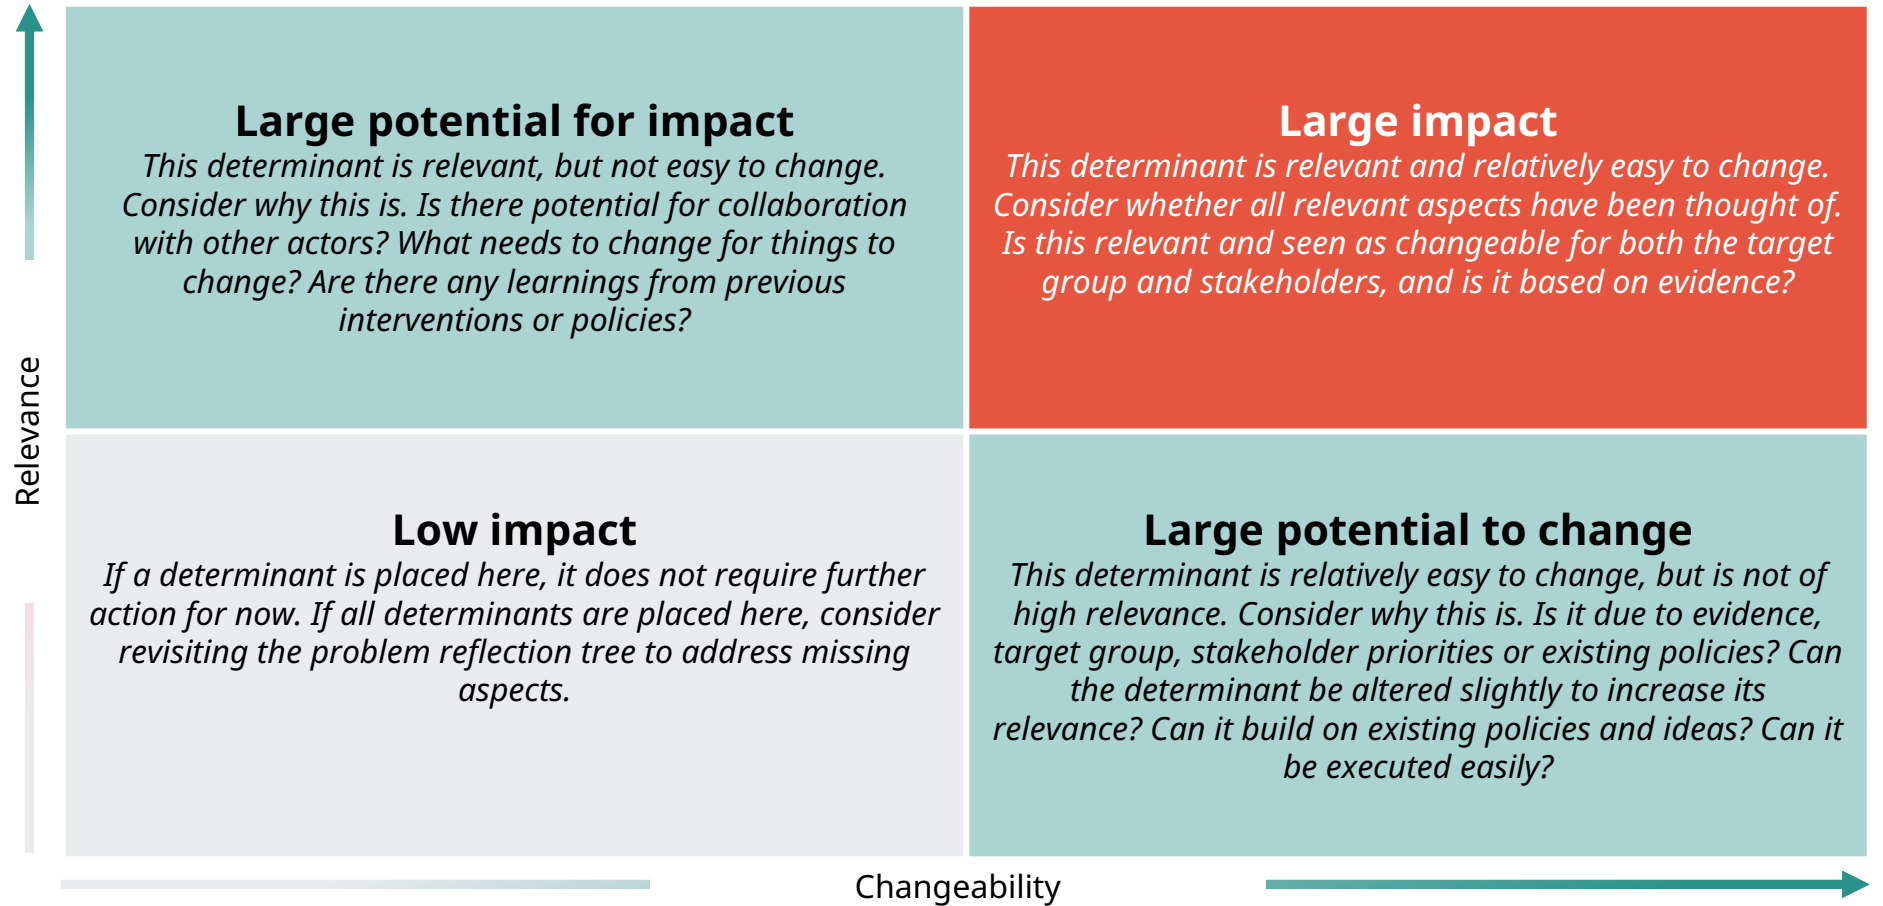 Large potential for impact
This determinant is relevant, but not easy to change.
Consider why this is. Is there potential for collaboration
with other actors? What needs to change for things to
change? Are there any learnings from previous
interventions or policies?
Large impact
This determinant is relevant and relatively easy to change.
Consider whether all relevant aspects have been thought of.
Is this relevant and seen as changeable for both the target
group and stakeholders, and is it based on evidence?
Relevance
Low impact
If a determinant is placed here, it does not require further
action for now. If all determinants are placed here, consider
revisiting the problem reflection tree to address missing
aspects.
Large potential to change
This determinant is relatively easy to change, but is not of
high relevance. Consider why this is. Is it due to evidence,
target group, stakeholder priorities or existing policies? Can
the determinant be altered slightly to increase its
relevance? Can it build on existing policies and ideas? Can it
be executed easily?
Changeability